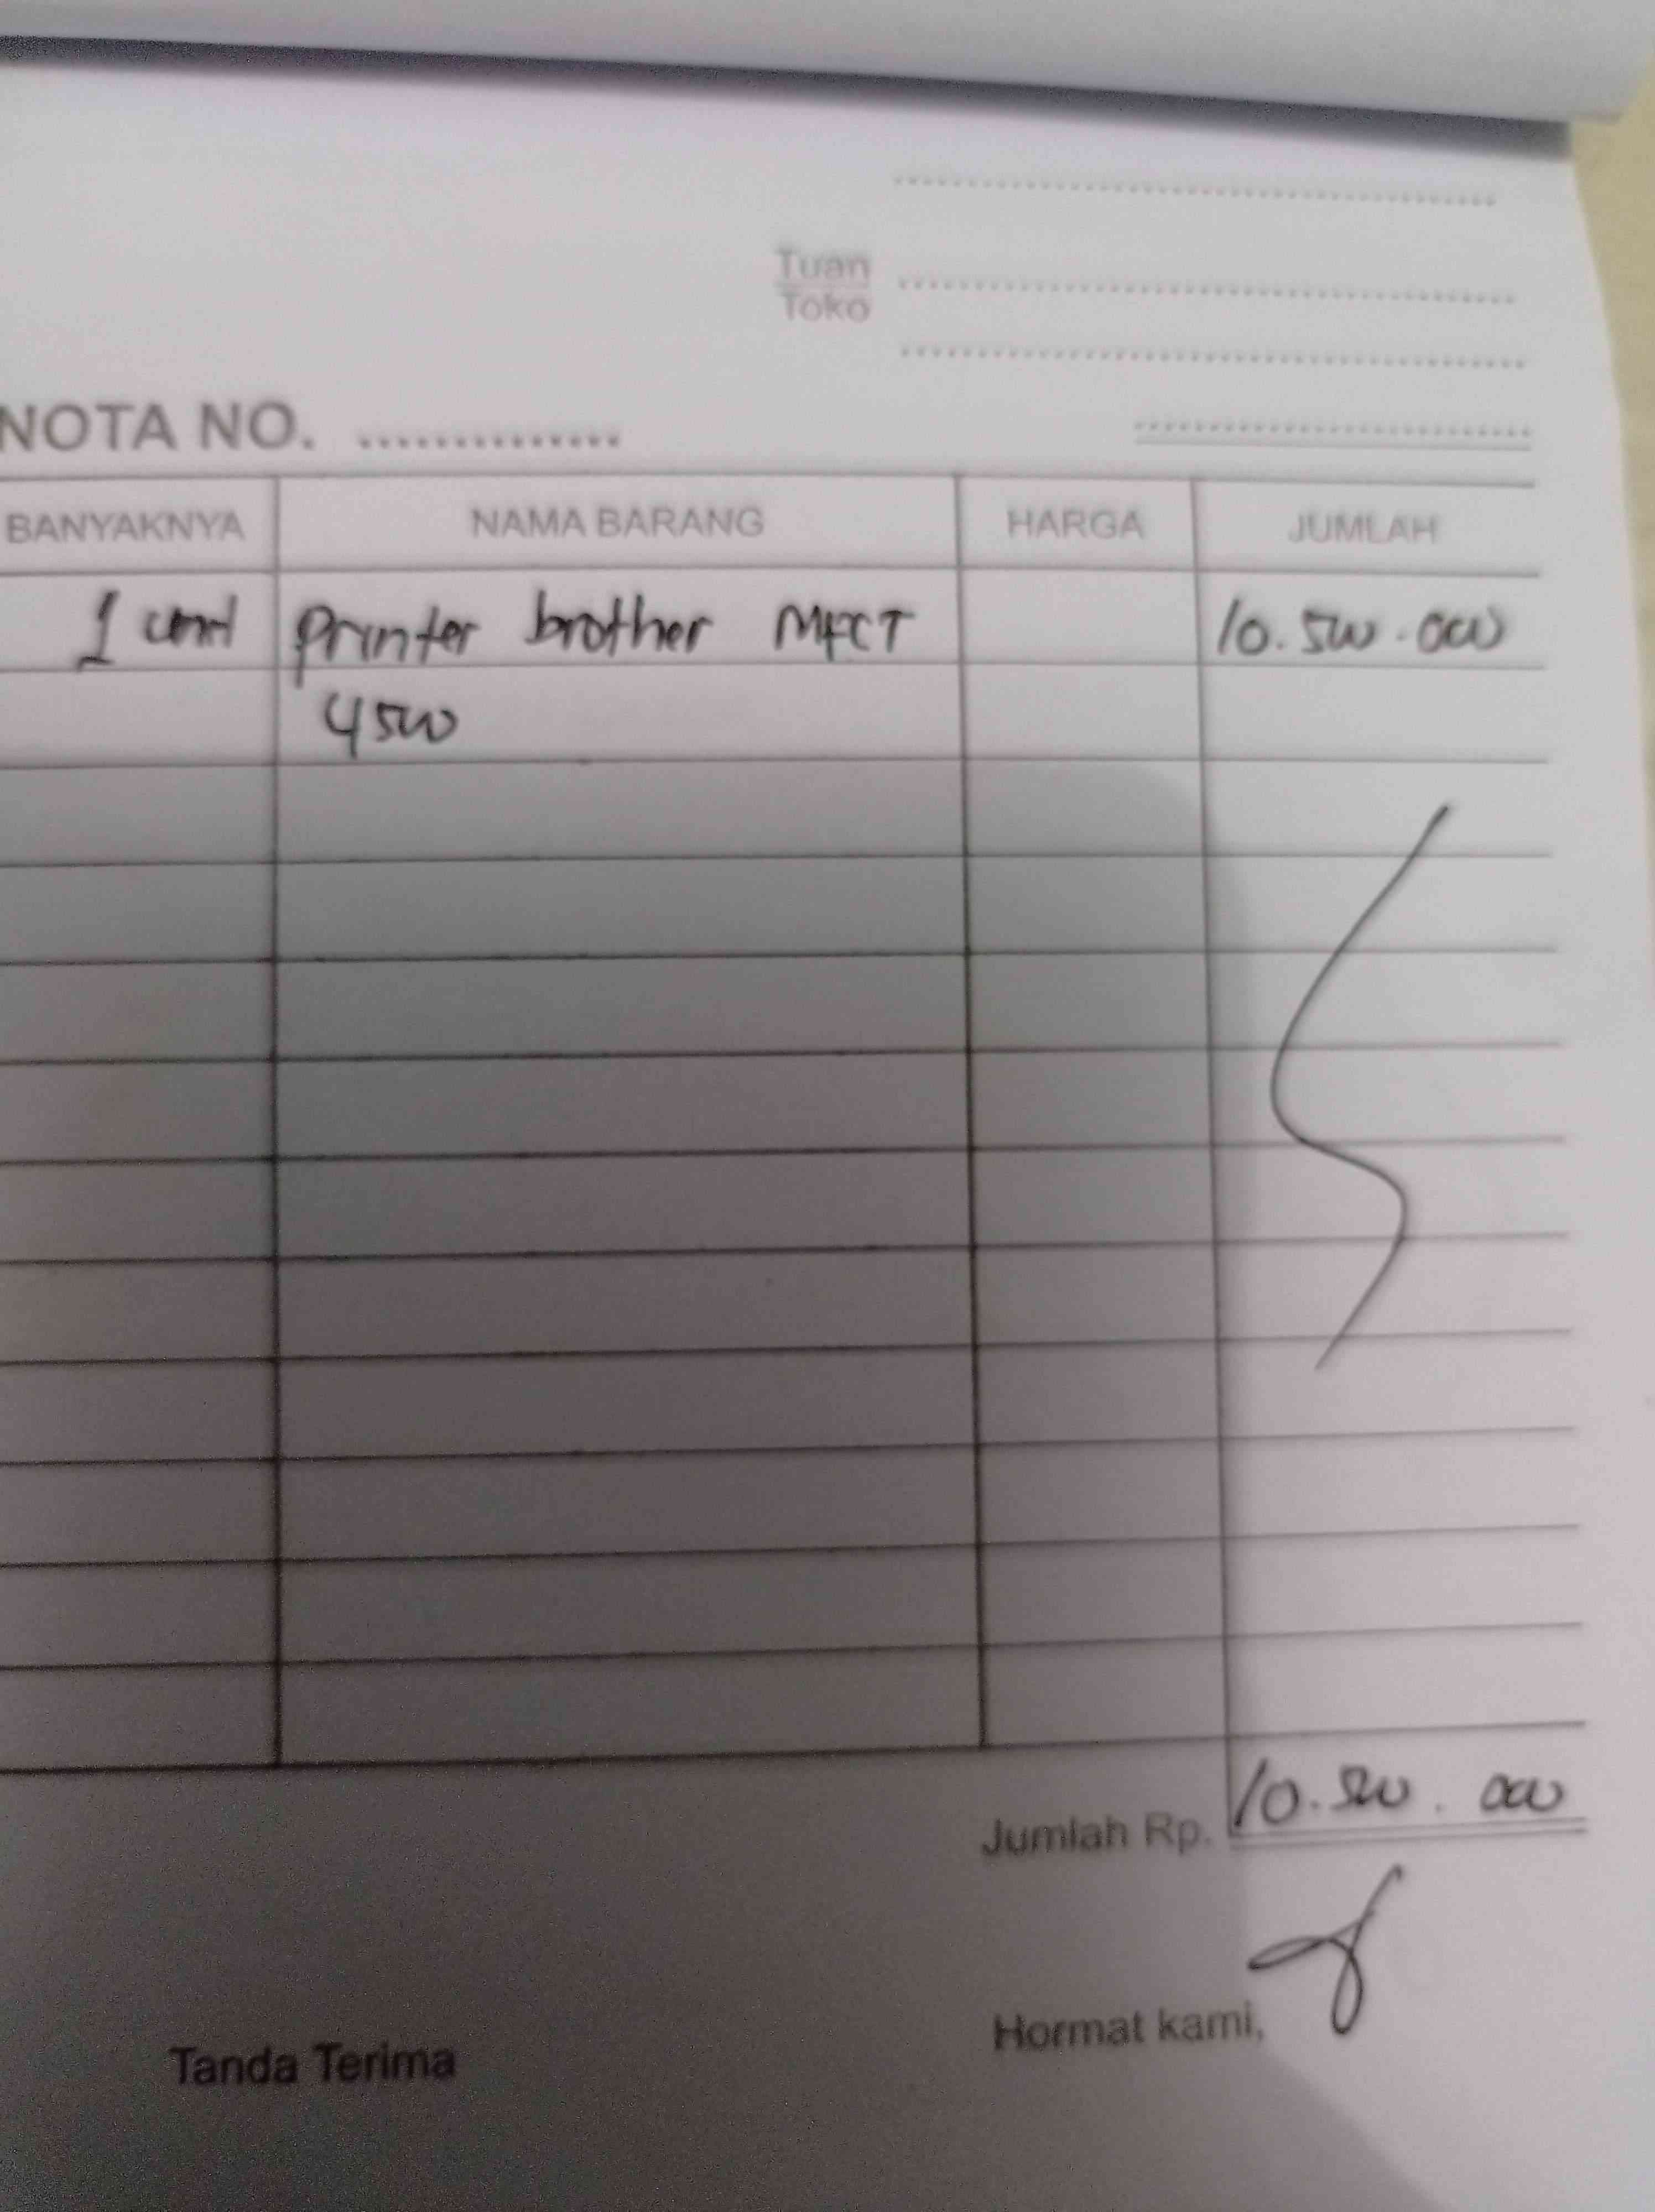 Tuan
Toko
NOTA NO. ..............
BANYAKNYA NAMA BARANG HARGA JUMLAH
1 unit printer brother MFCT 10.500.000
4500
Jumlah Rp. 10.500.000
Hormat kami,
Tanda Terima